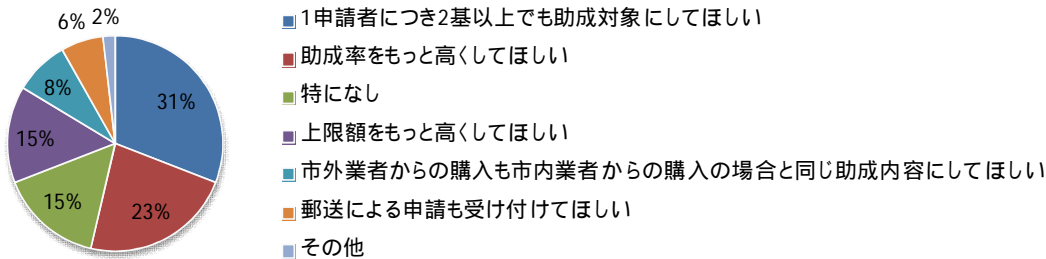 6% 2%
8%
31%
15%
15%
23%
1申請者につき2基以上でも助成対象にしてほしい
助成率をもっと高くしてほしい
特になし
上限額をもっと高くしてほしい
市外業者からの購入も市内業者からの購入の場合と同じ助成内容にしてほしい
郵送による申請も受け付けてほしい
その他